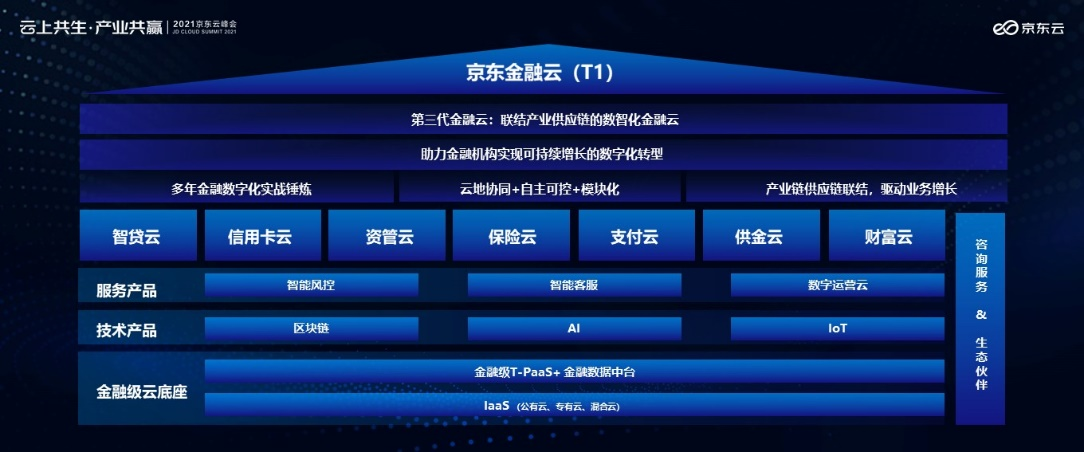 云上共生·产业共赢
2021京东云峰会
JD CLOUD SUMMIT 2021
京东云
京东金融云（T1）
第三代金融云：联结产业供应链的数智化金融云
助力金融机构实现可持续增长的数字化转型
多年金融数字化实战锤炼
云地协同+自主可控+模块化
产业链供应链联结，驱动业务增长
智贷云
信用卡云
资管云
保险云
支付云
供金云
财富云
服务产品
智能风控
智能客服
数字运营云
技术产品
区块链
AI
IoT
金融级云底座
金融级T-PaaS+ 金融数据中台
IaaS（公有云、专有云、混合云）
咨询服务 & 生态伙伴